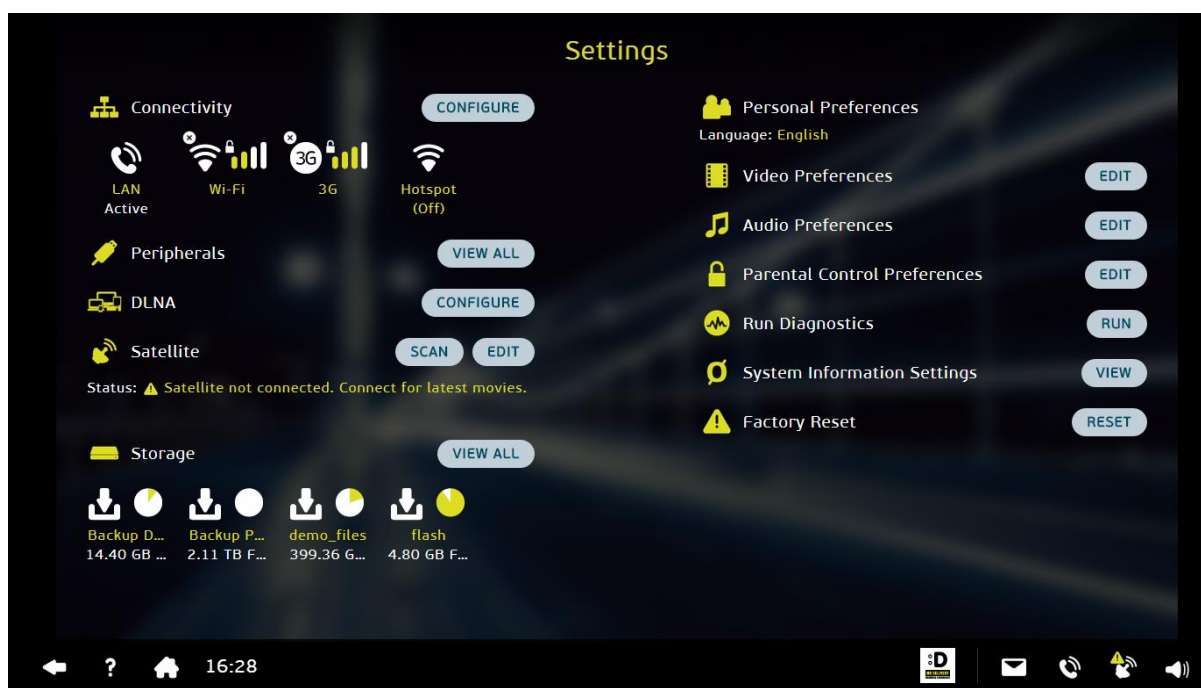 Settings
Connectivity
CONFIGURE
3G
LAN
Wi-Fi
3G
Hotspot
Active
(Off)
Peripherals
VIEW ALL
DLNA
CONFIGURE
Satellite
SCAN
EDIT
Status: Satellite not connected. Connect for latest movies.
Storage
VIEW ALL
Backup D...
Backup P...
demo_files
flash
14.40 GB ...
2.11 TB F...
399.36 G...
4.80 GB F...
Personal Preferences
Language: English
Video Preferences
EDIT
Audio Preferences
EDIT
Parental Control Preferences
EDIT
Run Diagnostics
RUN
System Information Settings
VIEW
Factory Reset
RESET
?
16:28
:D